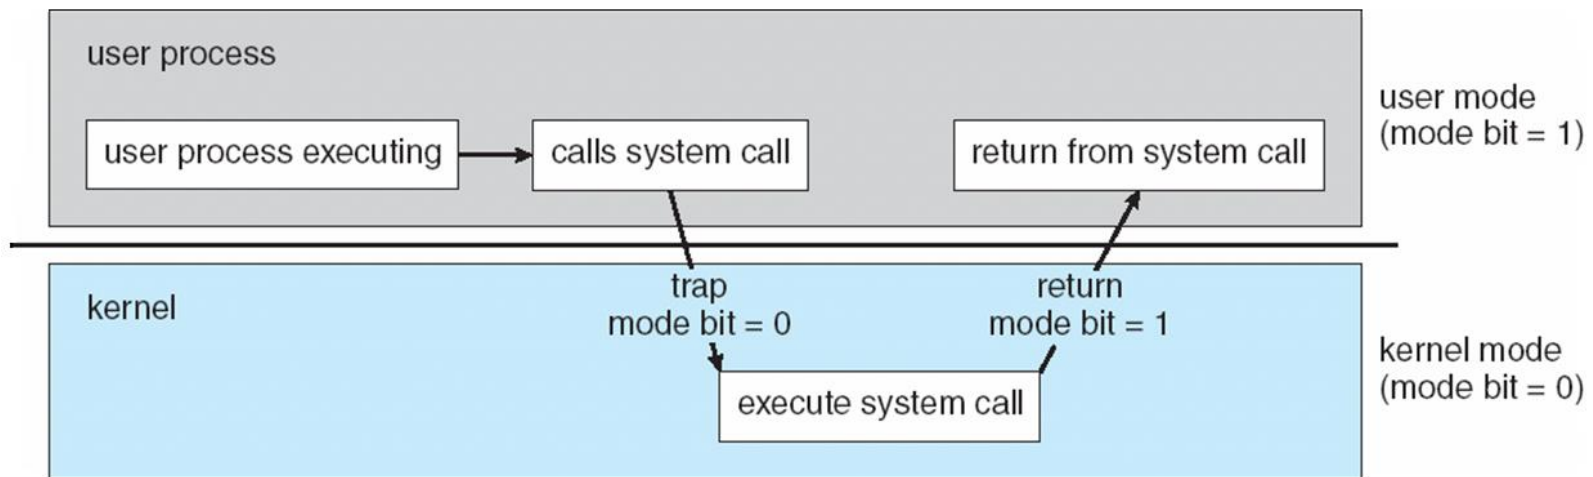 user process
user process executing
calls system call
return from system call
user mode
(mode bit = 1)
kernel
trap
mode bit = 0
return
mode bit = 1
execute system call
kernel mode
(mode bit = 0)